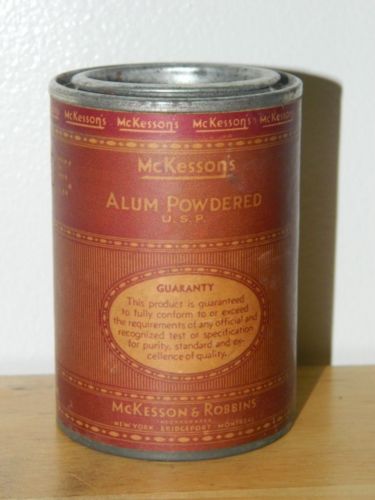 McKesson's McKesson's McKesson's McKesson's
McKesson's
ALUM POWDERED
U.S.P.
GUARANTY
This product is guaranteed
to fully conform to or exceed
the requirements of any official and
recognized test or specification
for purity, standard and ex-
cellence of quality.
McKESSON & ROBBINS
INCORPORATED
NEW YORK BRIDGEPORT MONTREAL